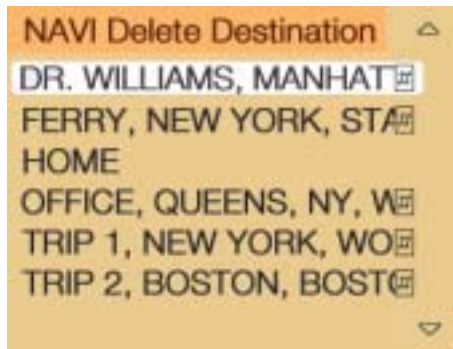 NAVI Delete Destination
DR. WILLIAMS, MANHAT
FERRY, NEW YORK, STA
HOME
OFFICE, QUEENS, NY, W
TRIP 1, NEW YORK, WO
TRIP 2, BOSTON, BOST